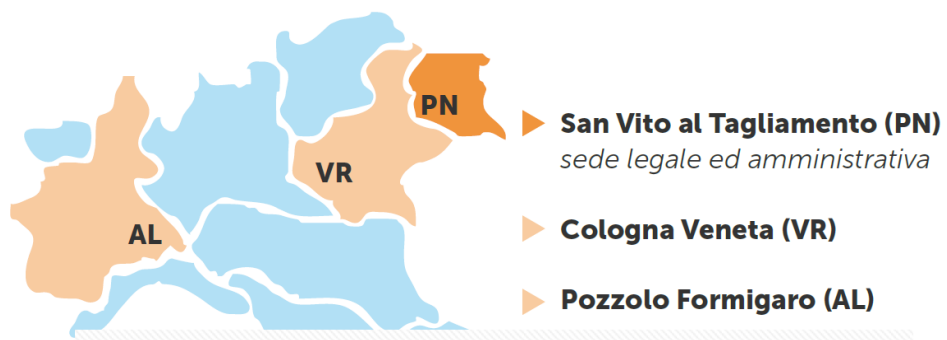 PN
VR
AL
San Vito al Tagliamento (PN)
sede legale ed amministrativa
Cologna Veneta (VR)
Pozzolo Formigaro (AL)